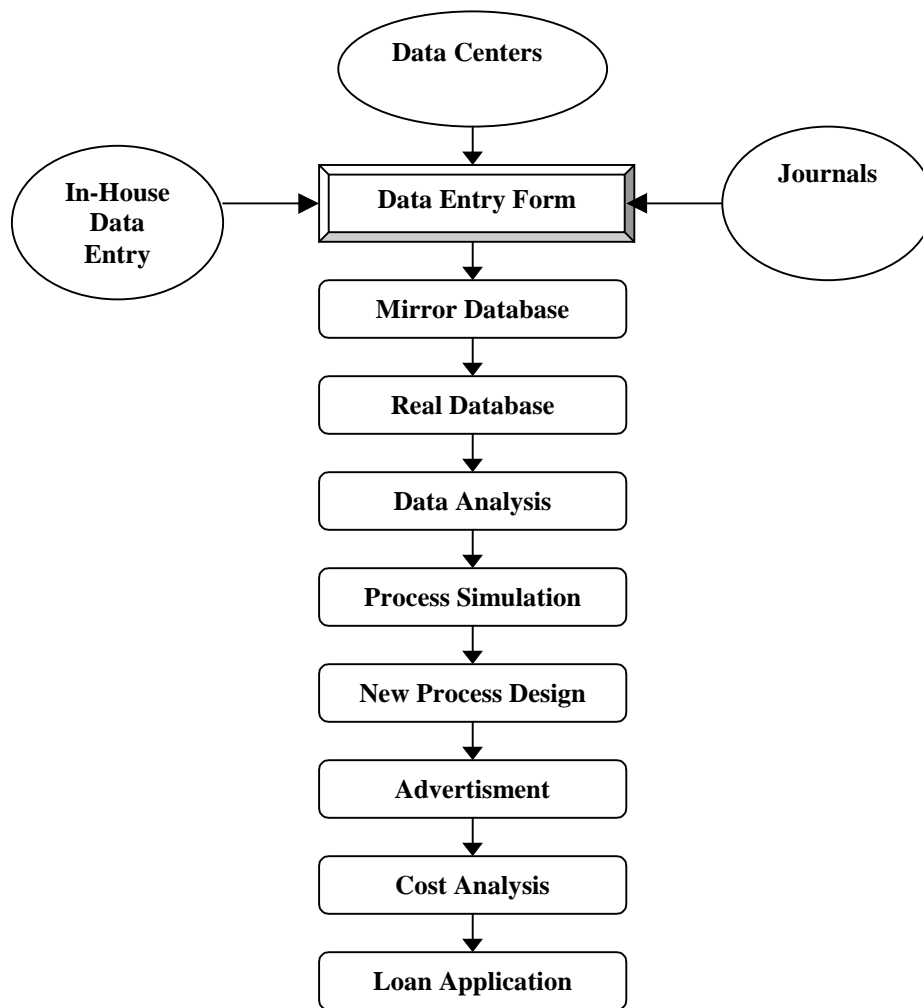 Data Centers
In-House
Data
Entry
Data Entry Form
Journals
Mirror Database
Real Database
Data Analysis
Process Simulation
New Process Design
Advertisment
Cost Analysis
Loan Application